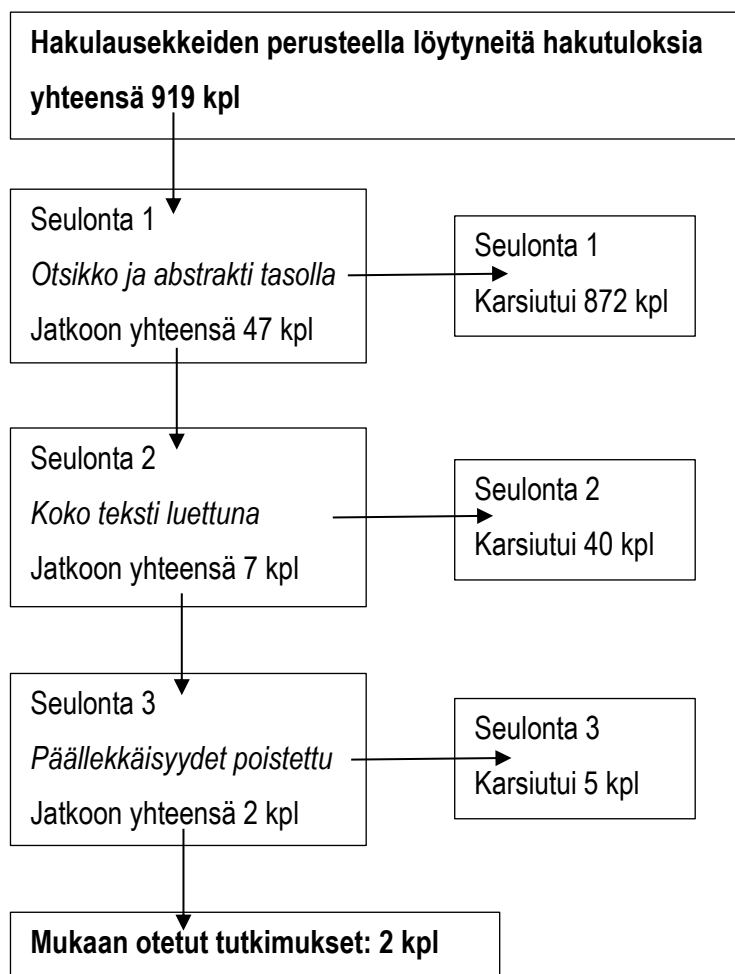 Hakulausekkeiden perusteella löytyneitä hakutuloksia
yhteensä 919 kpl
Seulonta 1
Otsikko ja abstrakti tasolla
Jatkoon yhteensä 47 kpl
Seulonta 1
Karsiutui 872 kpl
Seulonta 2
Koko teksti luettuna
Jatkoon yhteensä 7 kpl
Seulonta 2
Karsiutui 40 kpl
Seulonta 3
Päällekkäisyydet poistettu
Jatkoon yhteensä 2 kpl
Seulonta 3
Karsiutui 5 kpl
Mukaan otetut tutkimukset: 2 kpl